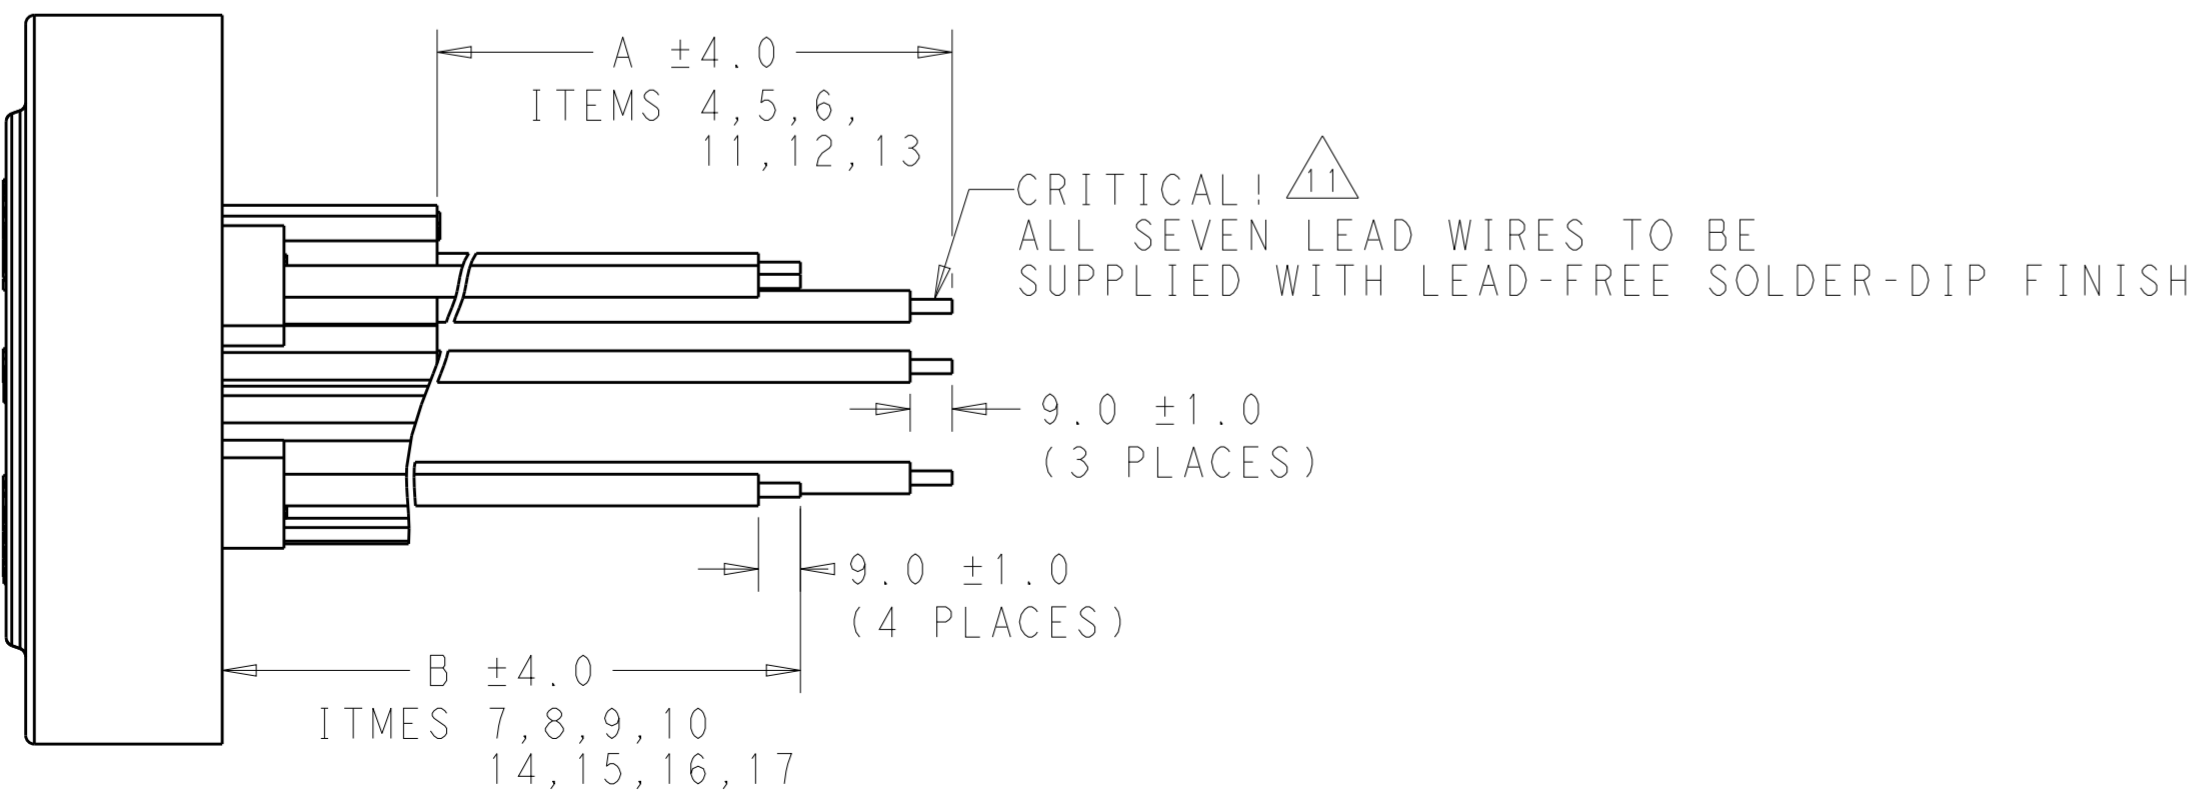 A ±4.0
ITEMS 4,5,6,
11,12,13
CRITICAL! 11
ALL SEVEN LEAD WIRES TO BE
SUPPLIED WITH LEAD-FREE SOLDER-DIP FINISH
9.0 ±1.0
(3 PLACES)
9.0 ±1.0
(4 PLACES)
B ±4.0
ITMES 7,8,9,10
14,15,16,17